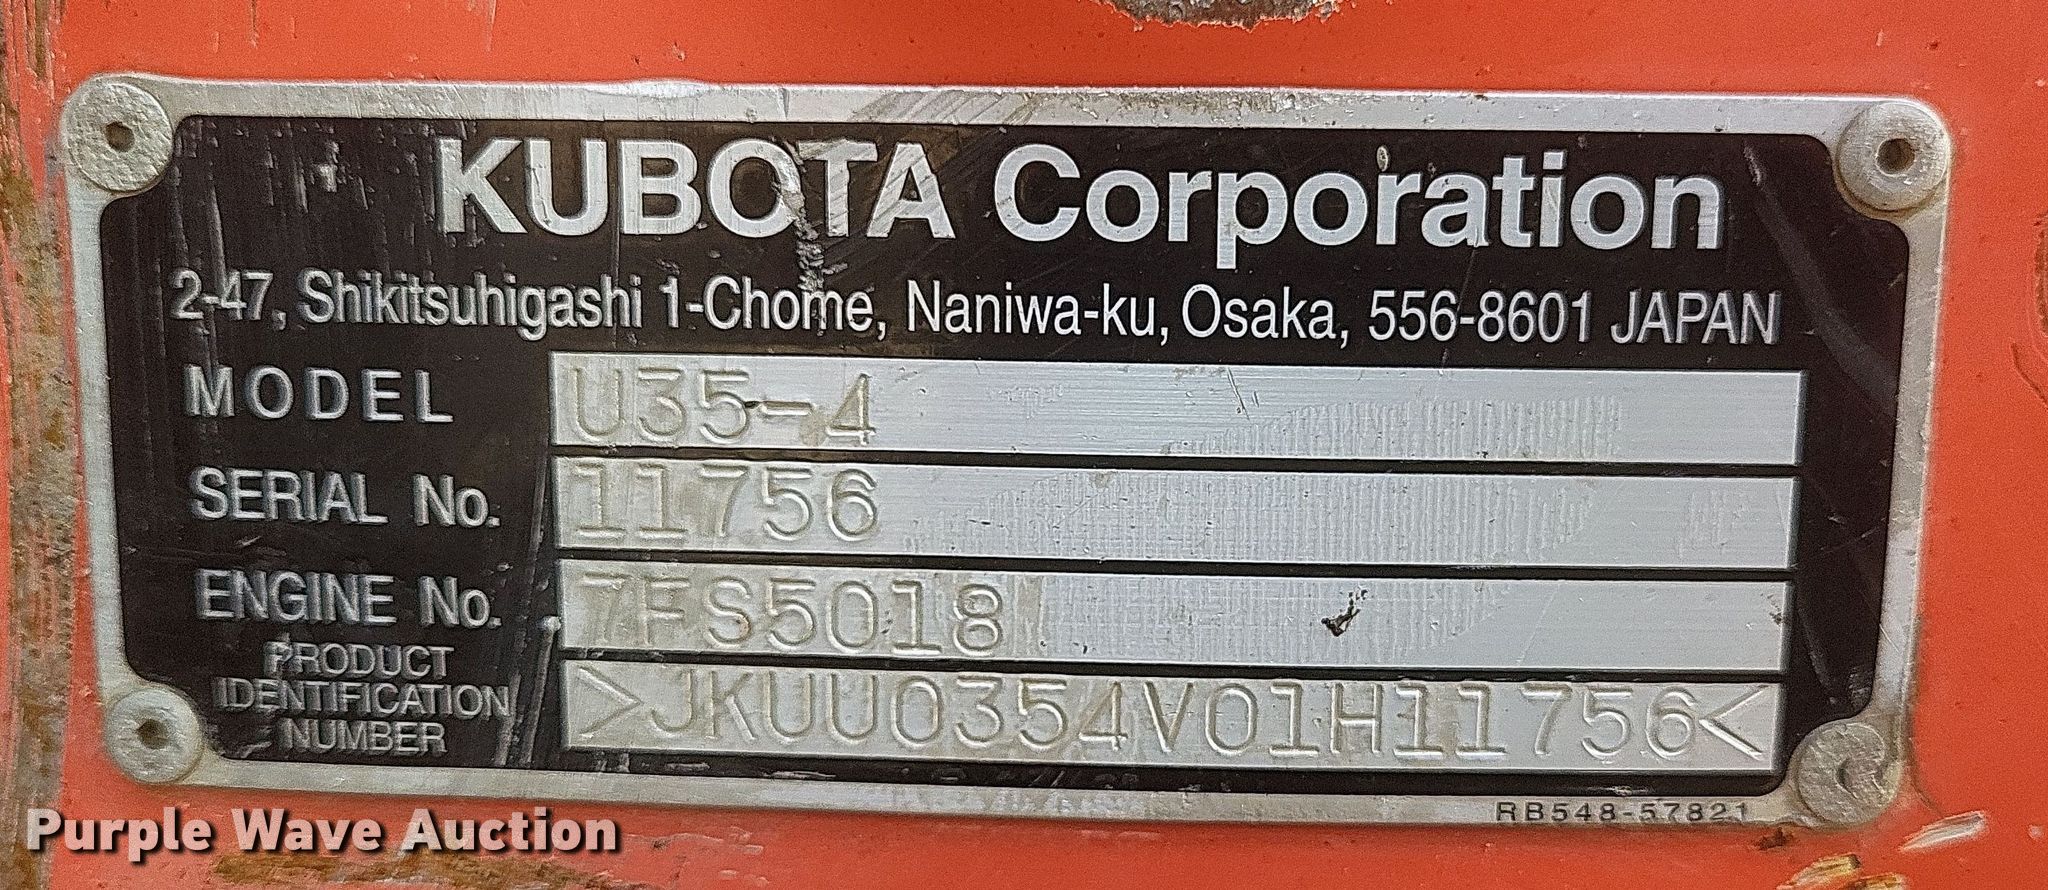 KUBOTA Corporation
2-47, Shikitsuhigashi 1-Chome, Naniwa-ku, Osaka, 556-8601 JAPAN
MODEL U35-4
SERIAL No. 11756
ENGINE No. 7FS5018
PRODUCT
IDENTIFICATION
NUMBER
>JKUU0354V01H11756<
RB548-57821
Purple Wave Auction